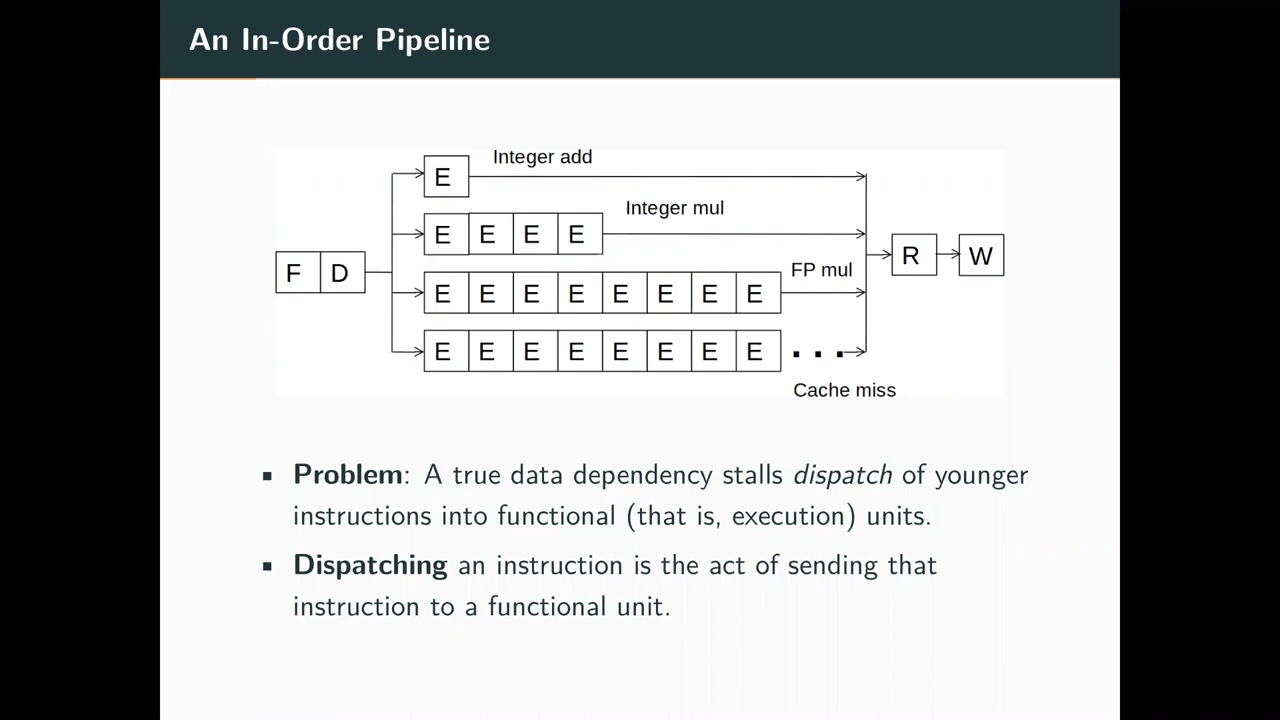 An In-Order Pipeline
Integer add
E
Integer mul
E E E E
F D
R W
FP mul
E E E E E E E E
E E E E E E E E ...
Cache miss
▪ Problem: A true data dependency stalls dispatch of younger
instructions into functional (that is, execution) units.
▪ Dispatching an instruction is the act of sending that
instruction to a functional unit.